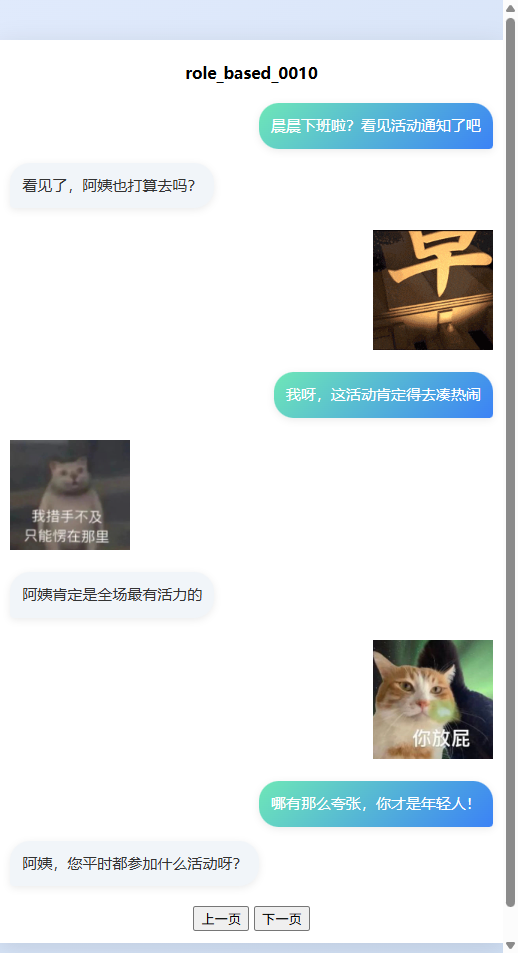 role_based_0010
晨晨下班啦？看见活动通知了吧
看见了，阿姨也打算去吗？
早
我呀，这活动肯定得去凑热闹
我措手不及
只能愣在那里
阿姨肯定是全场最有活力的
你放屁
哪有那么夸张，你才是年轻人！
阿姨，您平时都参加什么活动呀？
上一页 下一页